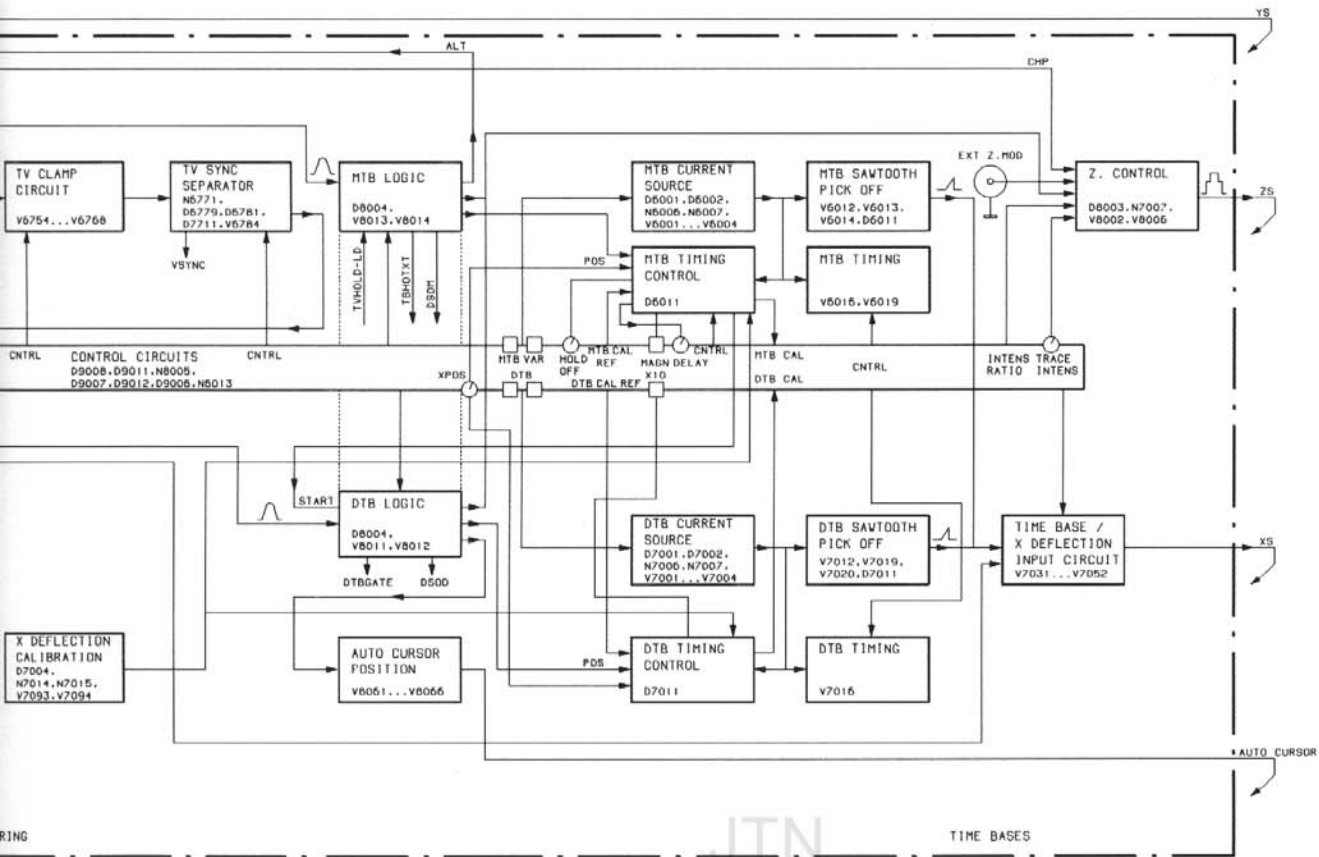 YS
ALT
CHP
TV CLAMP
CIRCUIT
V6754...V6768
TV SYNC
SEPARATOR
N6771.
D6779.D6781.
D7711.V6784
VSYNC
MTB LOGIC
D8004.
V8013.V8014
TVHOLD-LD
TBHOTXT
DSDM
MTB CURRENT
SOURCE
D6001.D6002.
N6006.N6007.
V6001...V6004
MTB SAWTOOTH
PICK OFF
V6012.V6013.
V6014.D6011
EXT Z.MOD
Z. CONTROL
D8003.N7007.
V8002.V8006
ZS
POS
MTB TIMING
CONTROL
D6011
MTB TIMING
V6016.V6019
CNTRL
CONTROL CIRCUITS
D9008.D9011.N8005.
D9007.D9012.D9006.N6013
CNTRL
XPOS
MTB VAR
DTB
HOLD
OFF
MTB CAL
REF
MAGN
DELAY
CNTRL
MTB CAL
DTB CAL REF
X10
DTB CAL
CNTRL
INTENS
RATIO
TRACE
INTENS
START
DTB LOGIC
D8004.
V8011.V8012
DTBGATE
DSOD
DTB CURRENT
SOURCE
D7001.D7002.
N7006.N7007.
V7001...V7004
DTB SAWTOOTH
PICK OFF
V7012.V7019.
V7020.D7011
TIME BASE /
X DEFLECTION
INPUT CIRCUIT
V7031...V7052
XS
X DEFLECTION
CALIBRATION
D7004.
N7014.N7015.
V7093.V7094
AUTO CURSOR
POSITION
V8061...V8066
POS
DTB TIMING
CONTROL
D7011
DTB TIMING
V7016
AUTO CURSOR
RING
JTN
TIME BASES